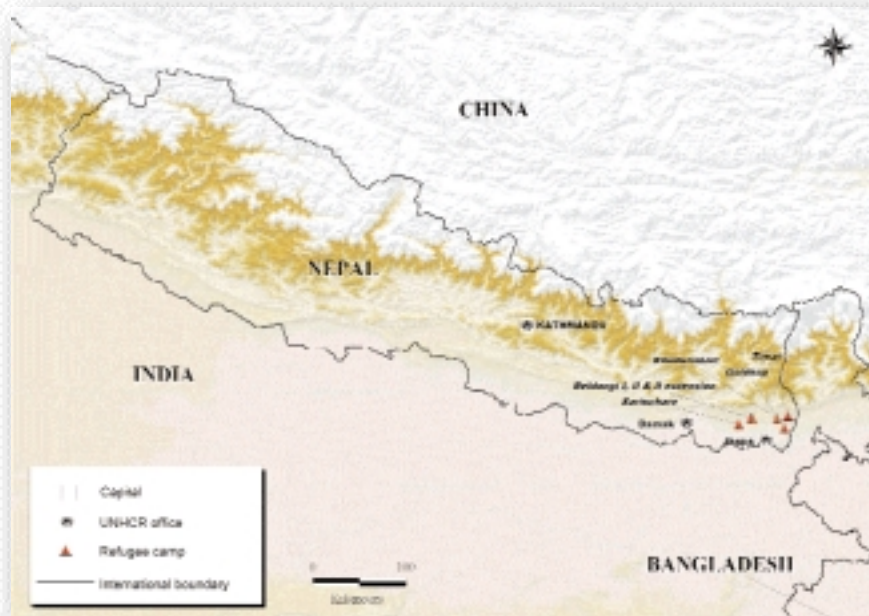 CHINA
NEPAL
KATHMANDU
INDIA
Timai
Goldhap
Beldangi I, II & II extension
Damak
BANGLADESH
Capital
UNHCR office
Refugee camp
International boundary
0 100
Kilometers